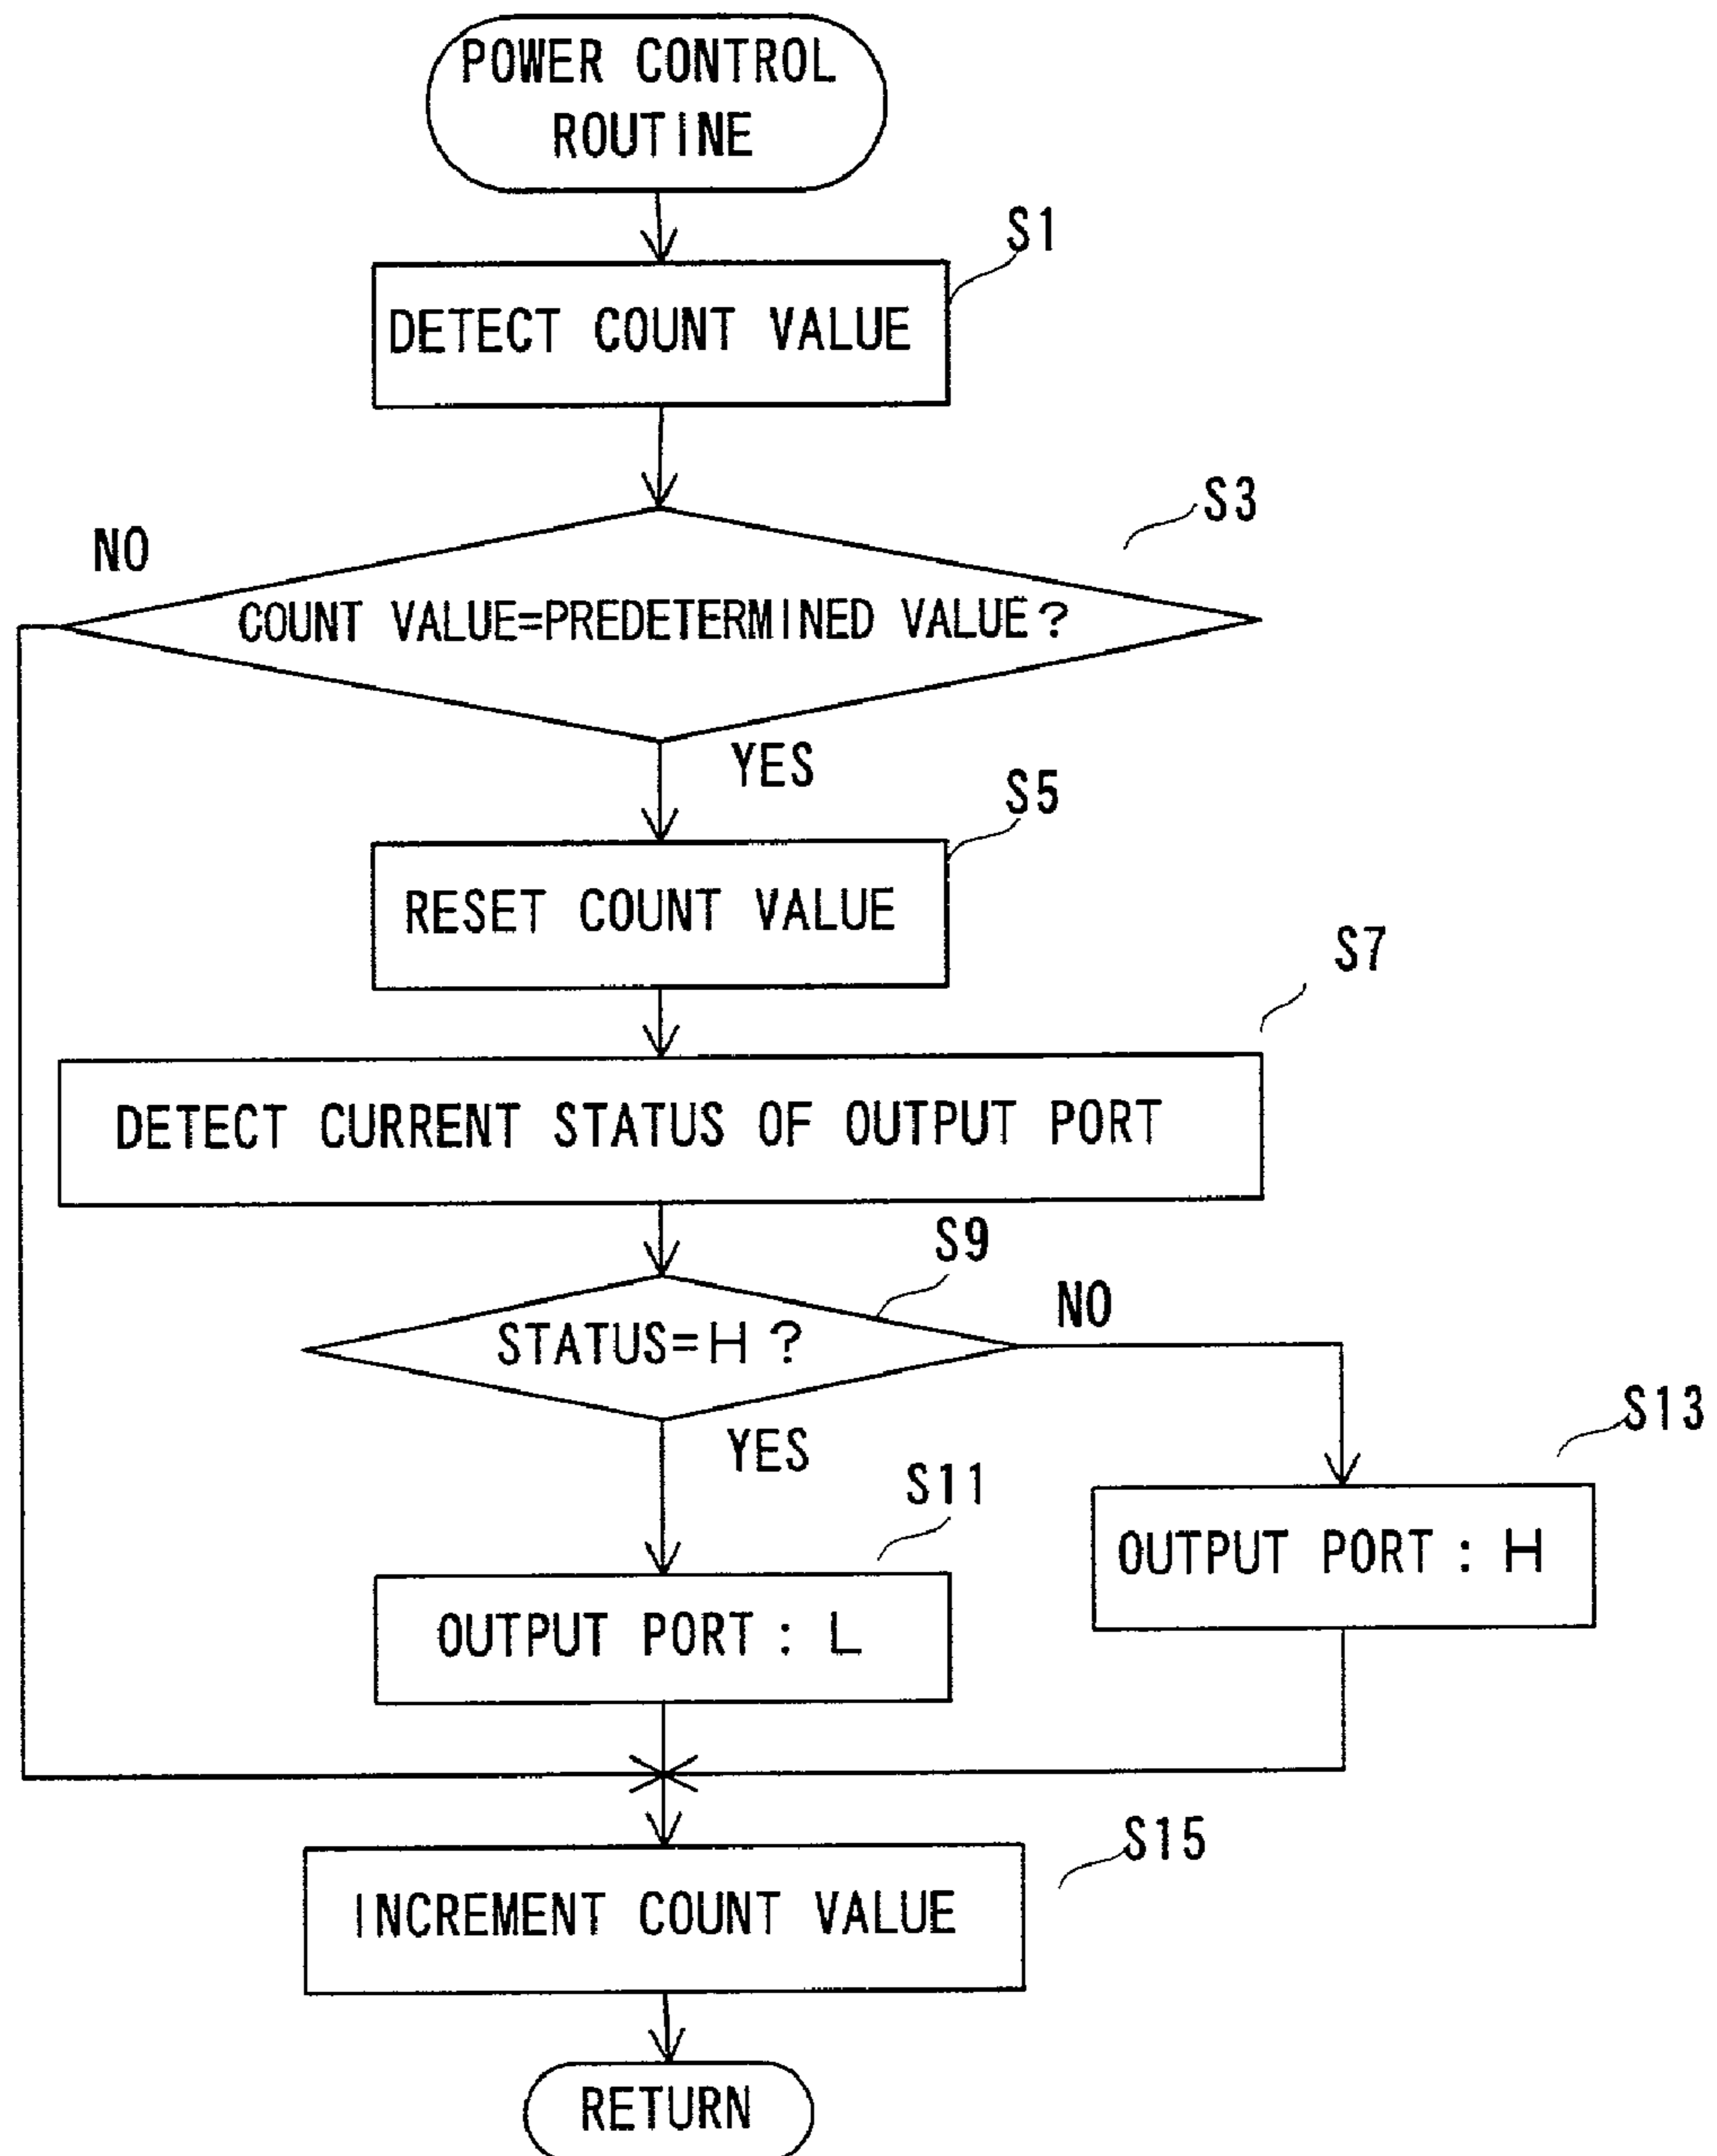 POWER CONTROL
ROUTINE
S1
DETECT COUNT VALUE
S3
NO
COUNT VALUE=PREDETERMINED VALUE?
YES
S5
RESET COUNT VALUE
S7
DETECT CURRENT STATUS OF OUTPUT PORT
S9
NO
STATUS=H?
S13
YES
S11
OUTPUT PORT : H
OUTPUT PORT : L
S15
INCREMENT COUNT VALUE
RETURN